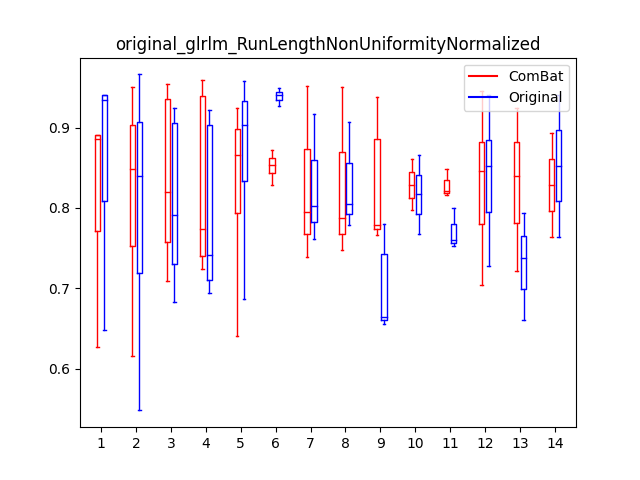 original_glrlm_RunLengthNonUniformityNormalized
ComBat
Original
0.9
0.8
0.7
0.6
1 2 3 4 5 6 7 8 9 10 11 12 13 14